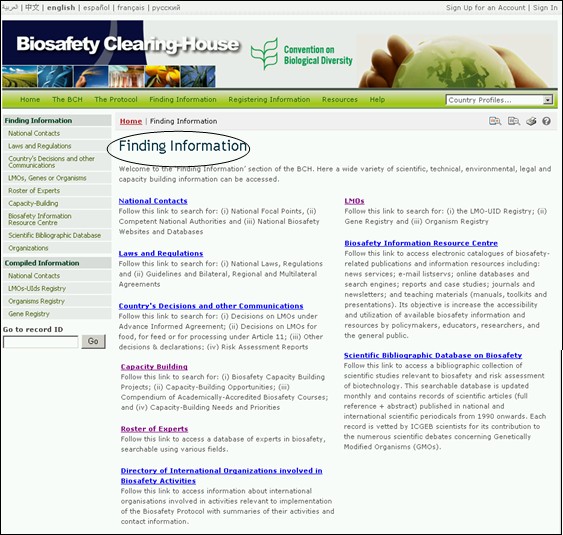 العربية | 中文 | english | español | français | русский
Sign Up for an Account | Sign In
Biosafety Clearing-House
Convention on
Biological Diversity
Home The BCH The Protocol Finding Information Registering Information Resources Help
Country Profiles...
Finding Information
National Contacts
Laws and Regulations
Country's Decisions and other
Communications
LMOs, Genes or Organisms
Roster of Experts
Capacity-Building
Biosafety Information
Resource Centre
Scientific Bibliographic Database
Organizations
Compiled Information
National Contacts
LMOs-UIds Registry
Organisms Registry
Gene Registry
Go to record ID
Go
Home | Finding Information
Finding Information
Welcome to the 'Finding Information' section of the BCH. Here a wide variety of scientific, technical, environmental, legal and
capacity building information can be accessed.
National Contacts
Follow this link to search for: (i) National Focal Points, (ii)
Competent National Authorities and (iii) National Biosafety
Websites and Databases
Laws and Regulations
Follow this link to search for: (i) National Laws, Regulations
and (ii) Guidelines and Bilateral, Regional and Multilateral
Agreements
Country's Decisions and other Communications
Follow this link to search for: (i) Decisions on LMOs under
Advance Informed Agreement; (ii) Decisions on LMOs for
food, for feed or for processing under Article 11; (iii) Other
decisions & declarations; (iv) Risk Assessment Reports
Capacity Building
Follow this link to search for: (i) Biosafety Capacity Building
Projects; (ii) Capacity-Building Opportunities; (iii)
Compendium of Academically-Accredited Biosafety Courses;
and (iv) Capacity-Building Needs and Priorities
Roster of Experts
Follow this link to access a database of experts in biosafety,
searchable using various fields.
Directory of International Organizations involved in
Biosafety Activities
Follow this link to access information about international
organisations involved in activities relevant to implementation
of the Biosafety Protocol with summaries of their activities and
contact information.
LMOs
Follow this link to search for: (i) the LMO-UID Registry; (ii)
Gene Registry and (iii) Organism Registry
Biosafety Information Resource Centre
Follow this link to access electronic catalogues of biosafety-
related publications and information resources including:
news services; e-mail listservs; online databases and
search engines; reports and case studies; journals and
newsletters; and teaching materials (manuals, toolkits and
presentations). Its objective is increase the accessibility
and utilization of available biosafety information and
resources by policymakers, educators, researchers, and
the general public.
Scientific Bibliographic Database on Biosafety
Follow this link to access a bibliographic collection of
scientific studies relevant to biosafety and risk assessment
of biotechnology. This searchable database is updated
monthly and contains records of scientific articles (full
reference + abstract) published in national and
international scientific periodicals from 1990 onwards. Each
record is vetted by ICGEB scientists for its contribution to
the numerous scientific debates concerning Genetically
Modified Organisms (GMOs).